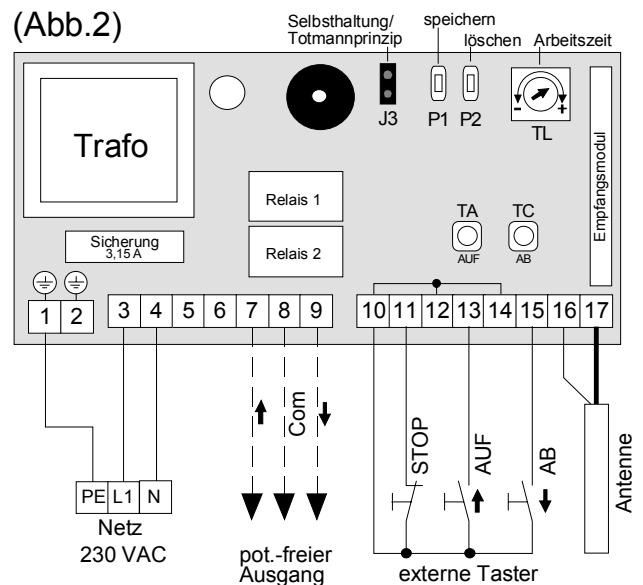 (Abb.2)
Selbsthaltung/
Totmannprinzip
speichern
löschen
Arbeitszeit
Trafo
J3
P1
P2
- +
TL
Empfangsmodul
Relais 1
Relais 2
TA
AUF
TC
AB
Sicherung
3,15 A
1 2 3 4 5 6 7 8 9 10 11 12 13 14 15 16 17
Com
STOP
AUF
AB
Antenne
PE L1 N
Netz
230 VAC
pot.-freier
Ausgang
externe Taster